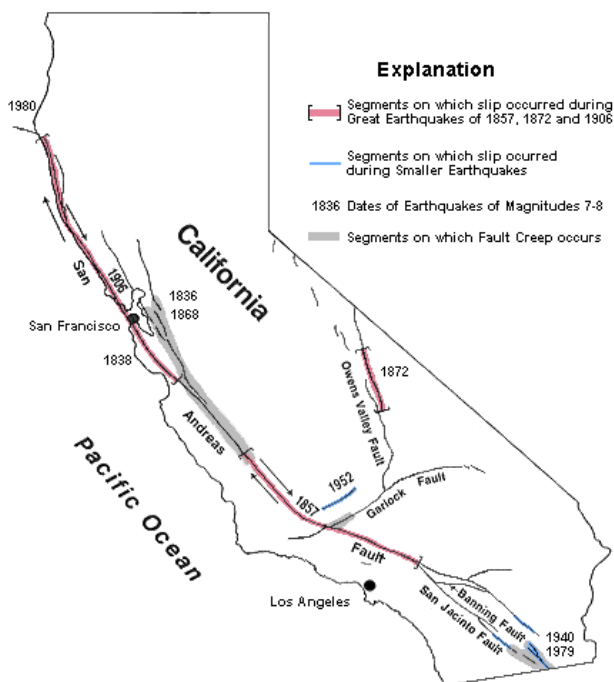 Explanation
Segments on which slip occurred during
Great Earthquakes of 1857, 1872 and 1906
Segments on which slip ocurred
during Smaller Earthquakes
1836 Dates of Earthquakes of Magnitudes 7-8
Segments on which Fault Creep occurs
1980
California
San
1906
1836
1868
San Francisco
1838
1872
Owens Valley Fault
Andreas
Pacific Ocean
1952
1857
Garlock Fault
Fault
Los Angeles
Banning Fault
San Jacinto Fault
1940
1979